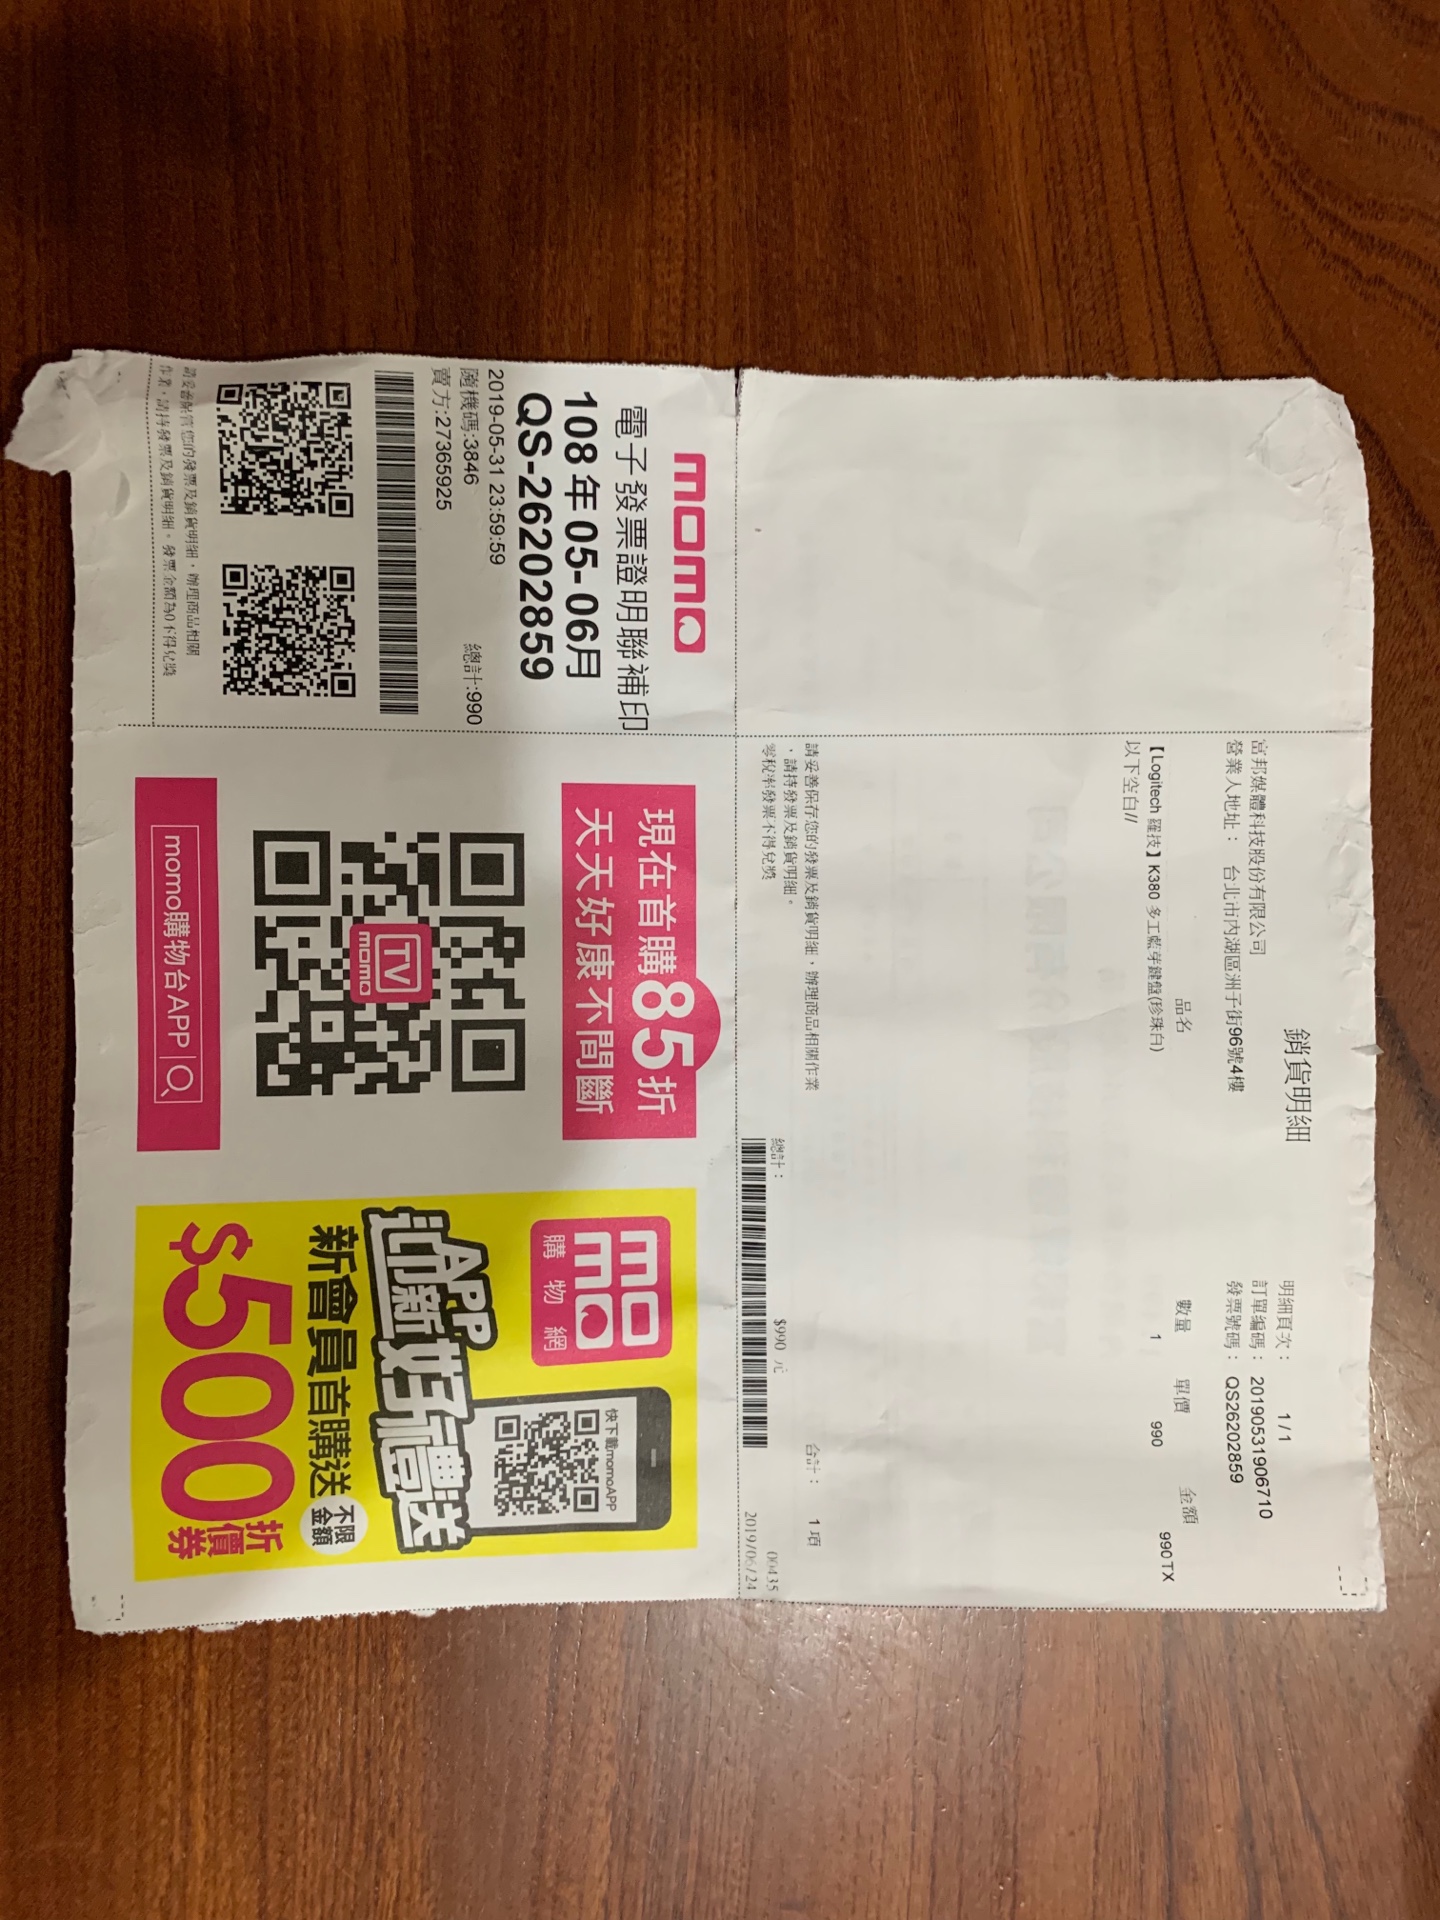 銷貨明細
明細頁次： 1 / 1
富邦媒體科技股份有限公司
訂單編碼： 20190531906710
營業人地址： 台北市內湖區洲子街96號4樓
發票號碼： QS26202859
品名 數量 單價 金額
【Logitech 羅技】K380 多工藍芽鍵盤(珍珠白) 1 990 990 TX
以下空白//
請妥善保存您的發票及銷貨明細，辦理商品相關作業
，請持發票及銷貨明細。
零稅率發票不得兌獎
合計： 1 項
總計： $990 元
00435
2019/06/24
momo
電子發票證明聯補印
108年05-06月
QS-26202859
2019-05-31 23:59:59
隨機碼:3846 總計:990
賣方:27365925
請妥善保管您的發票及銷貨明細，辦理商品相關
作業，請持發票及銷貨明細。發票金額為0不得兌獎
現在首購85折
天天好康不間斷
TV
momo
momo購物台APP
momo
購物網
快下載momoAPP
APP
迎新好禮送
新會員首購送 不限金額
$500折價券